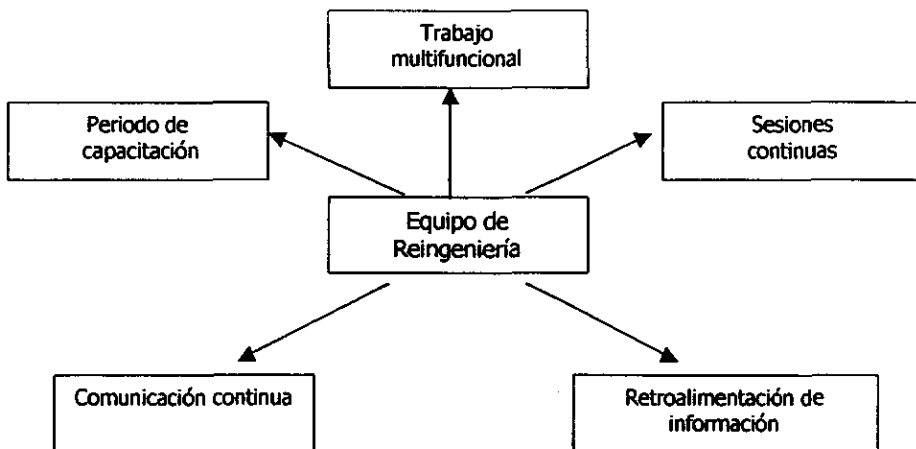 Trabajo
multifuncional
Periodo de
capacitación
Sesiones
continuas
Equipo de
Reingeniería
Comunicación continua
Retroalimentación de
información